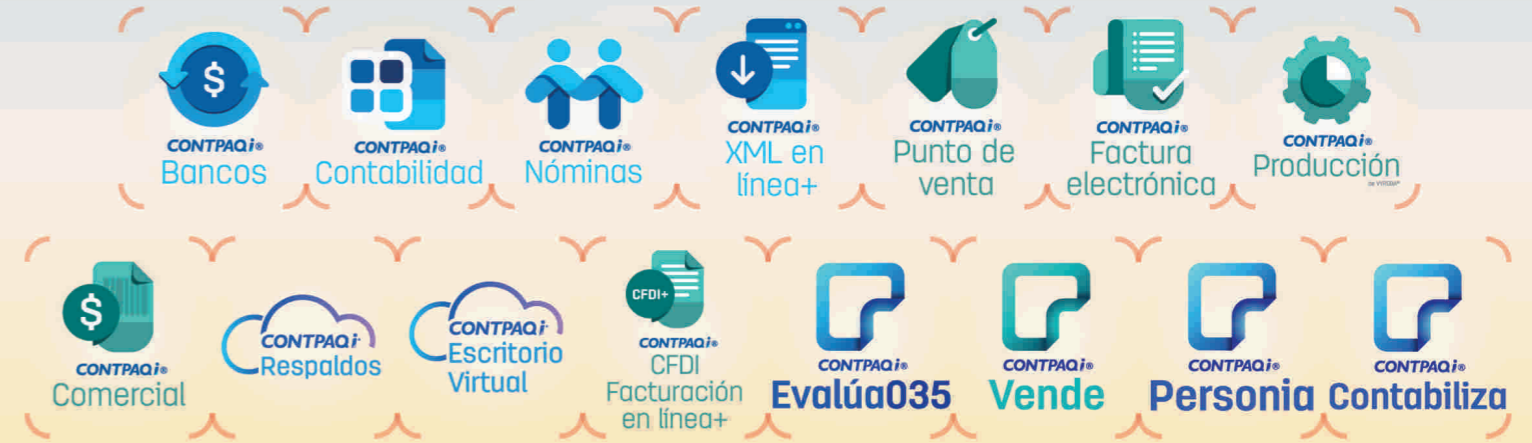 $
CONTPAQi®
Bancos
CONTPAQi®
Contabilidad
CONTPAQi®
Nóminas
CONTPAQi®
XML en
línea+
CONTPAQi®
Punto de
venta
CONTPAQi®
Factura
electrónica
CONTPAQi®
Producción
$
CONTPAQi®
Comercial
CONTPAQi
Respaldos
CONTPAQi
Escritorio
Virtual
CFDI+
CONTPAQi®
CFDI
Facturación
en línea+
CONTPAQi®
Evalúa035
CONTPAQi®
Vende
CONTPAQi®
Personia
CONTPAQi®
Contabiliza